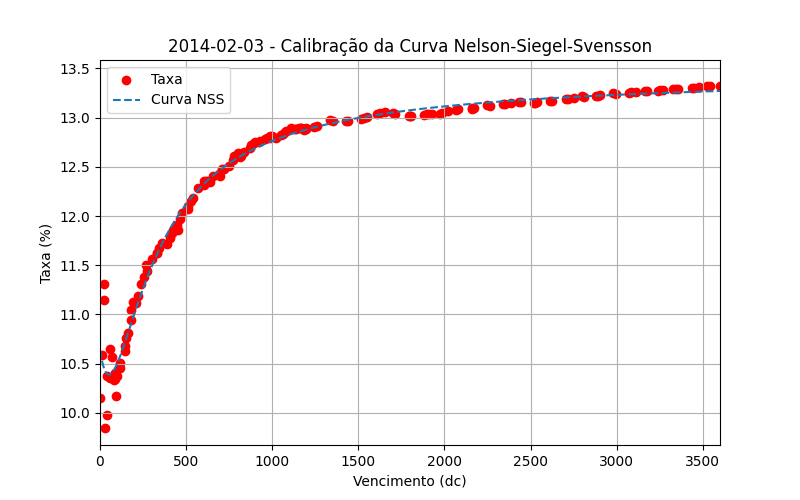 2014-02-03 - Calibração da Curva Nelson-Siegel-Svensson
Taxa
Curva NSS
Taxa (%)
13.5
13.0
12.5
12.0
11.5
11.0
10.5
10.0
0 500 1000 1500 2000 2500 3000 3500
Vencimento (dc)